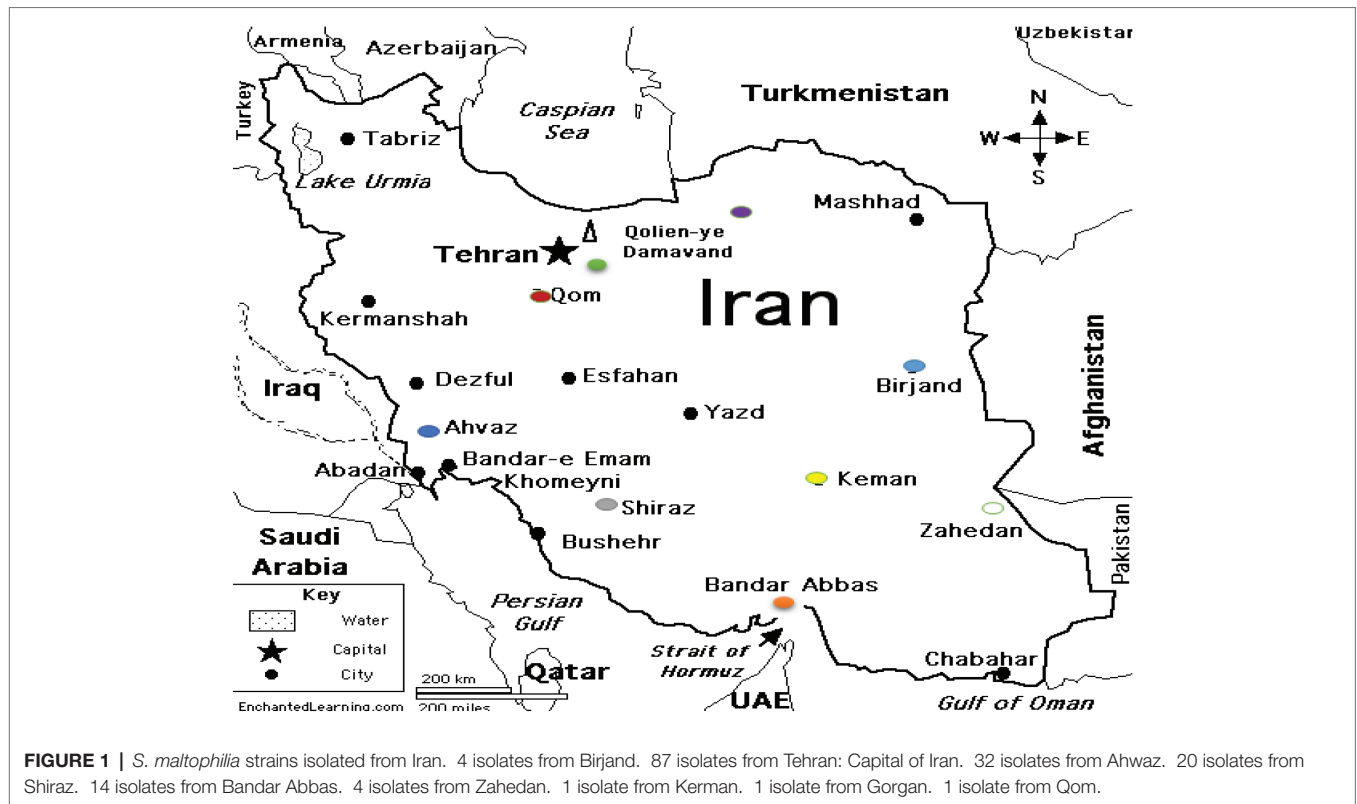 Armenia
Azerbaijan
Uzbekistan
Turkey
Tabriz
Lake Urmia
Caspian
Sea
Turkmenistan
N
W
E
S
Mashhad
Qolien-ye
Damavand
Tehran
Qom
Iran
Kermanshah
Iraq
Dezful
Esfahan
Yazd
Birjand
Afghanistan
Ahvaz
Abadan
Bandar-e Emam
Khomeyni
Shiraz
Keman
Zahedan
Pakistan
Bushehr
Saudi
Arabia
Bandar Abbas
Persian
Gulf
Strait of
Hormuz
Qatar
UAE
Chabahar
Gulf of Oman
Key
Water
Capital
City
200 km
200 miles
EnchantedLearning.com
FIGURE 1 | S. maltophilia strains isolated from Iran. 4 isolates from Birjand. 87 isolates from Tehran: Capital of Iran. 32 isolates from Ahwaz. 20 isolates from
Shiraz. 14 isolates from Bandar Abbas. 4 isolates from Zahedan. 1 isolate from Kerman. 1 isolate from Gorgan. 1 isolate from Qom.